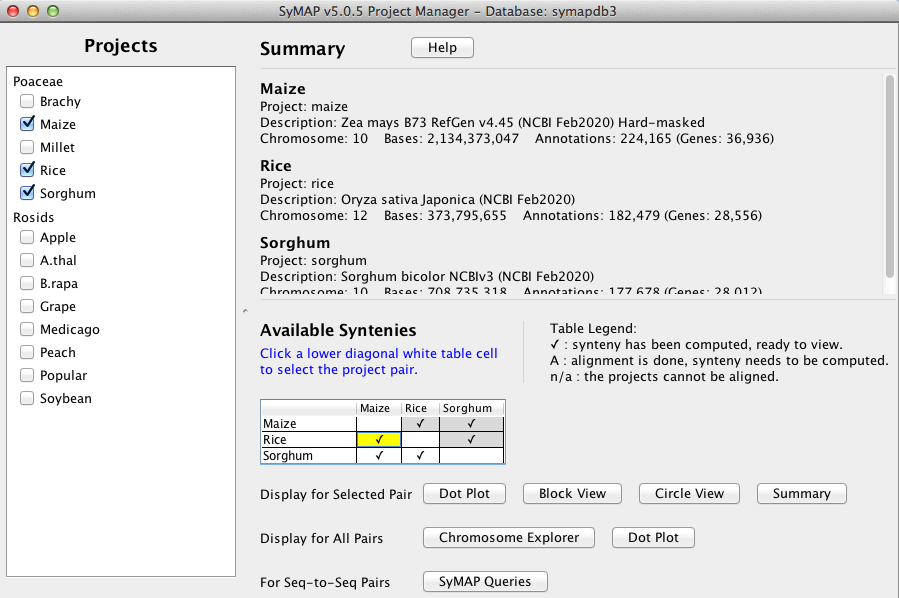 SyMAP v5.0.5 Project Manager - Database: symapdb3
Projects
Poaceae
Brachy
Maize
Millet
Rice
Sorghum
Rosids
Apple
A.thal
B.rapa
Grape
Medicago
Peach
Popular
Soybean
Summary
Help
Maize
Project: maize
Description: Zea mays B73 RefGen v4.45 (NCBI Feb2020) Hard-masked
Chromosome: 10 Bases: 2,134,373,047 Annotations: 224,165 (Genes: 36,936)
Rice
Project: rice
Description: Oryza sativa Japonica (NCBI Feb2020)
Chromosome: 12 Bases: 373,795,655 Annotations: 182,479 (Genes: 28,556)
Sorghum
Project: sorghum
Description: Sorghum bicolor NCBIv3 (NCBI Feb2020)
Chromosome: 10 Bases: 708,735,318 Annotations: 177,678 (Genes: 28,012)
Available Syntenies
Click a lower diagonal white table cell
to select the project pair.
Table Legend:
✓ : synteny has been computed, ready to view.
A : alignment is done, synteny needs to be computed.
n/a : the projects cannot be aligned.
Maize Rice Sorghum
Maize ✓ ✓
Rice ✓ ✓
Sorghum ✓ ✓
Display for Selected Pair Dot Plot Block View Circle View Summary
Display for All Pairs Chromosome Explorer Dot Plot
For Seq-to-Seq Pairs SyMAP Queries